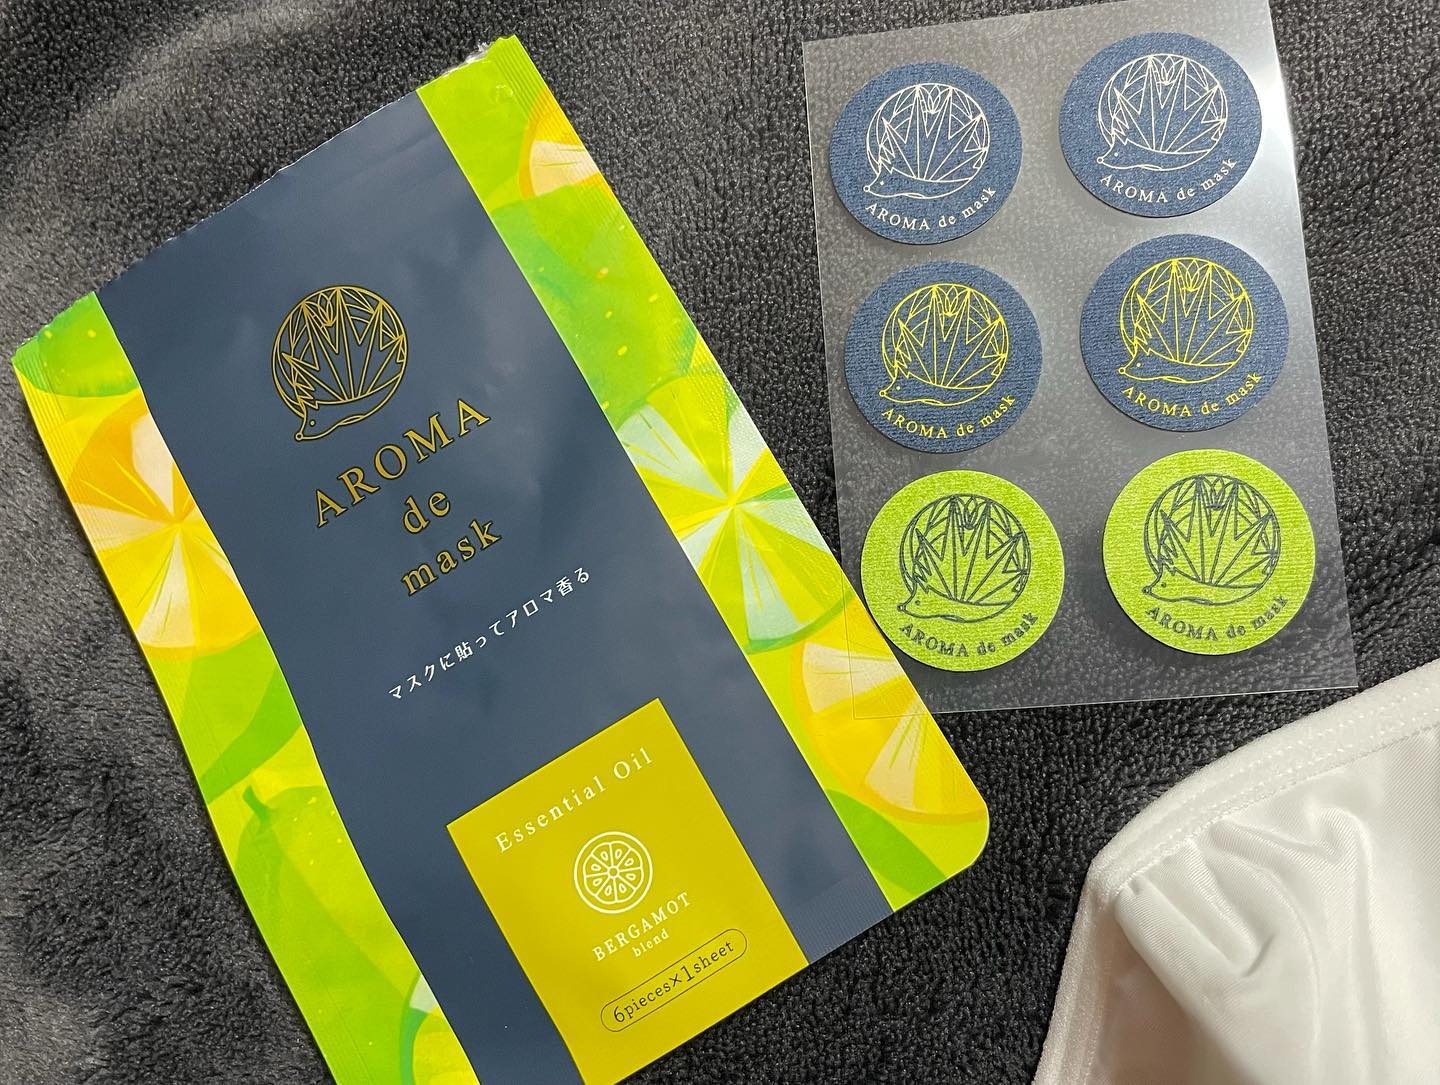 AROMA
de
mask
マスクに貼ってアロマ香る
Essential Oil
BERGAMOT
blend
6pieces×1sheet
AROMA de mask
AROMA de mask
AROMA de mask
AROMA de mask
AROMA de mask
AROMA de mask